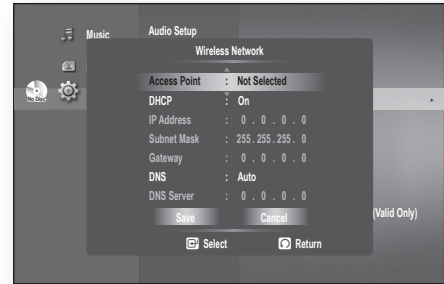 Music
Audio Setup
Wireless Network
Access Point : Not Selected
DHCP : On
IP Address : 0 . 0 . 0 . 0
Subnet Mask : 255. 255. 255. 0
Gateway : 0 . 0 . 0 . 0
DNS : Auto
DNS Server : 0 . 0 . 0 . 0
Save Cancel
(Valid Only)
Select Return
No Disc